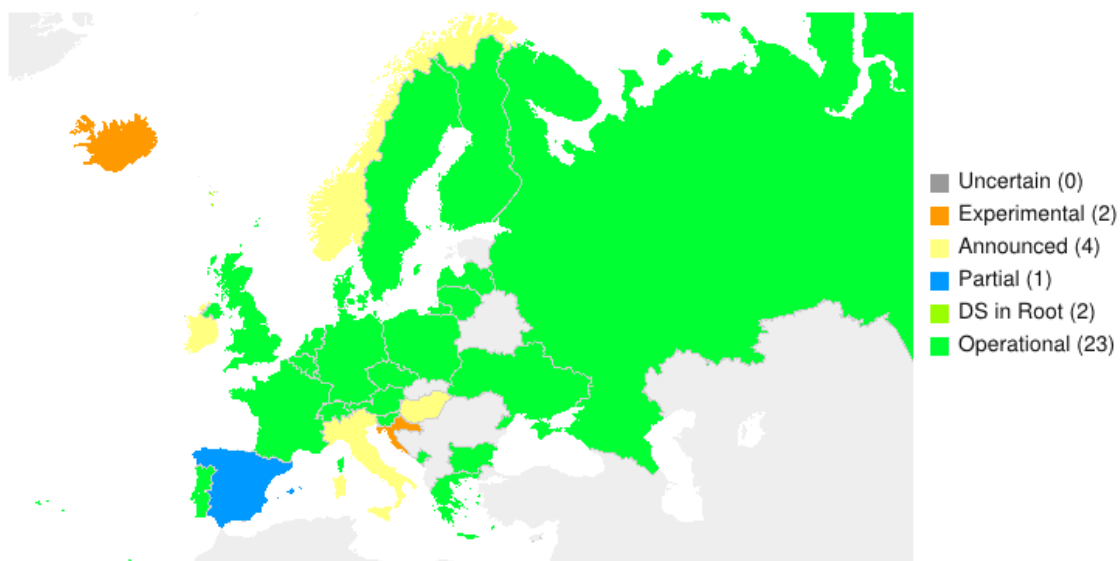 Uncertain (0)
Experimental (2)
Announced (4)
Partial (1)
DS in Root (2)
Operational (23)